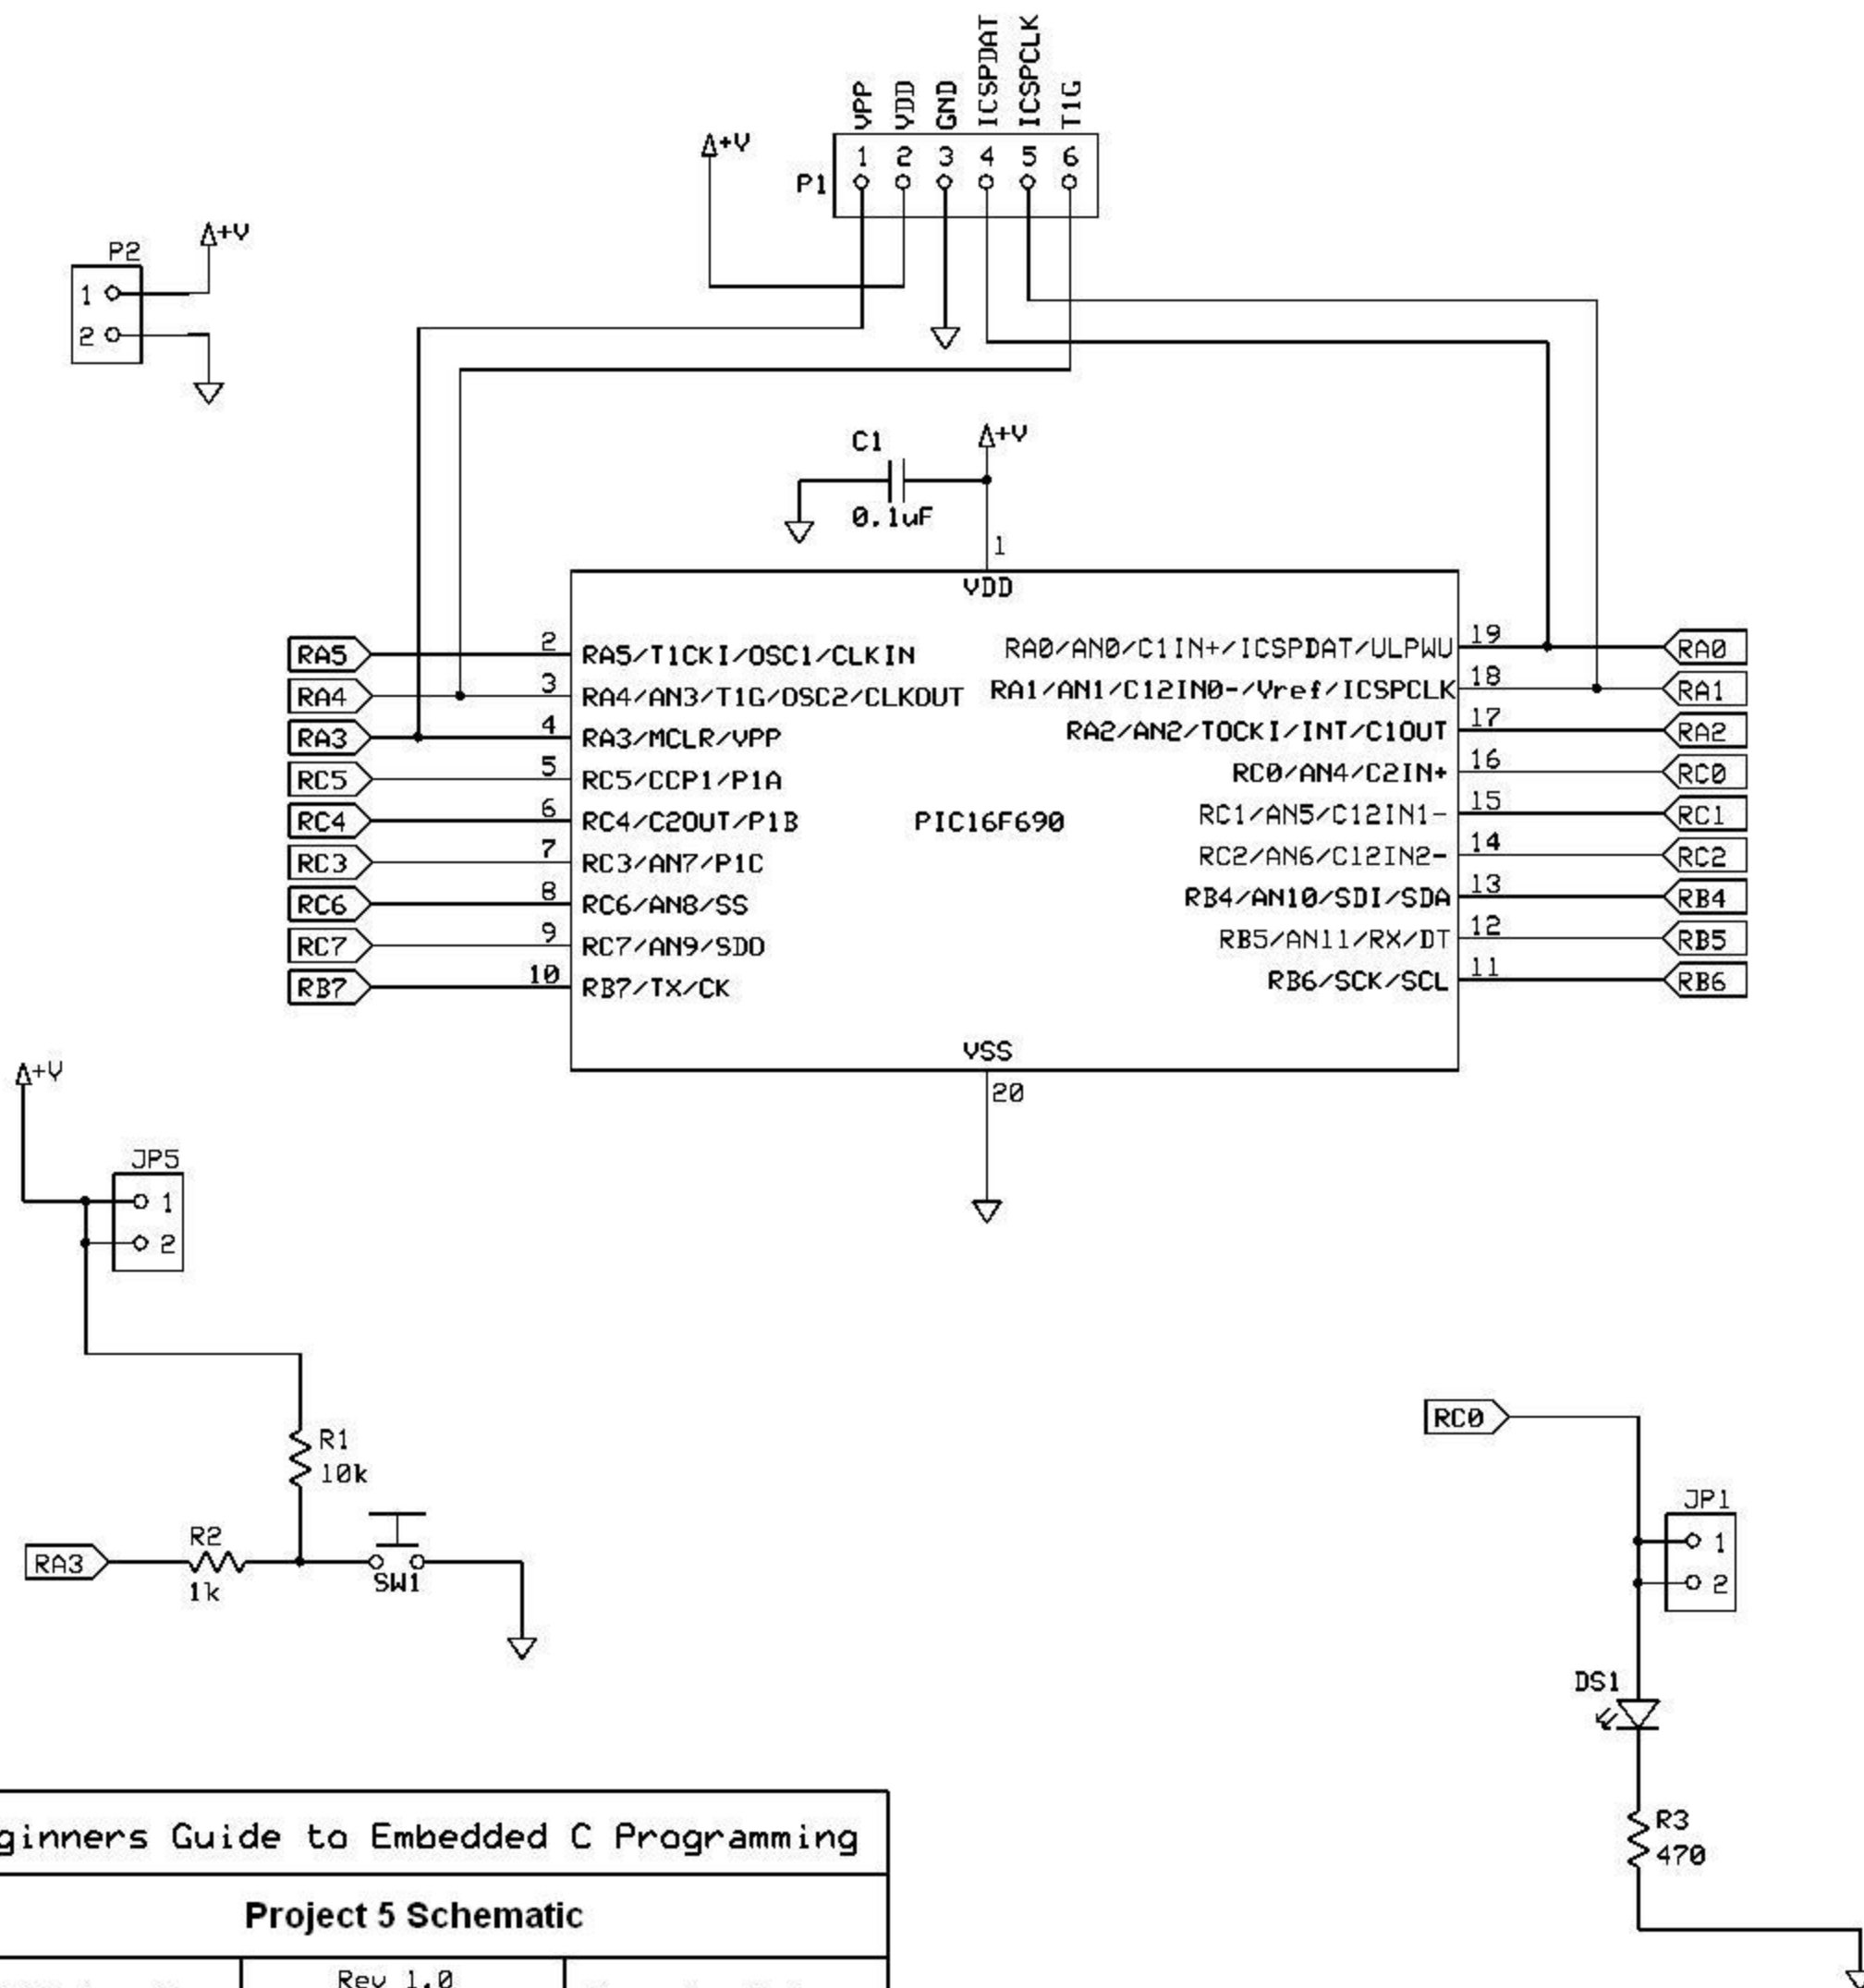 VPP
VDD
GND
ICSPDAT
ICSPCLK
T1G
+V
1 2 3 4 5 6
P1
+V
P2
1
2
C1
+V
0.1uF
1
VDD
RA5 2 RA5/T1CKI/OSC1/CLKIN
RA4 3 RA4/AN3/T1G/OSC2/CLKOUT
RA3 4 RA3/MCLR/VPP
RC5 5 RC5/CCP1/P1A
RC4 6 RC4/C2OUT/P1B
RC3 7 RC3/AN7/P1C
RC6 8 RC6/AN8/SS
RC7 9 RC7/AN9/SDO
RB7 10 RB7/TX/CK
PIC16F690
RA0/AN0/C1IN+/ICSPDAT/ULPWU 19 RA0
RA1/AN1/C12IN0-/Vref/ICSPCLK 18 RA1
RA2/AN2/TOCKI/INT/C1OUT 17 RA2
RC0/AN4/C2IN+ 16 RC0
RC1/AN5/C12IN1- 15 RC1
RC2/AN6/C12IN2- 14 RC2
RB4/AN10/SDI/SDA 13 RB4
RB5/AN11/RX/DT 12 RB5
RB6/SCK/SCL 11 RB6
VSS
20
+V
JP5
1
2
R1
10k
RA3
R2
1k
SW1
RC0
JP1
1
2
DS1
R3
470
ginners Guide to Embedded C Programming
Project 5 Schematic
Rev 1.0